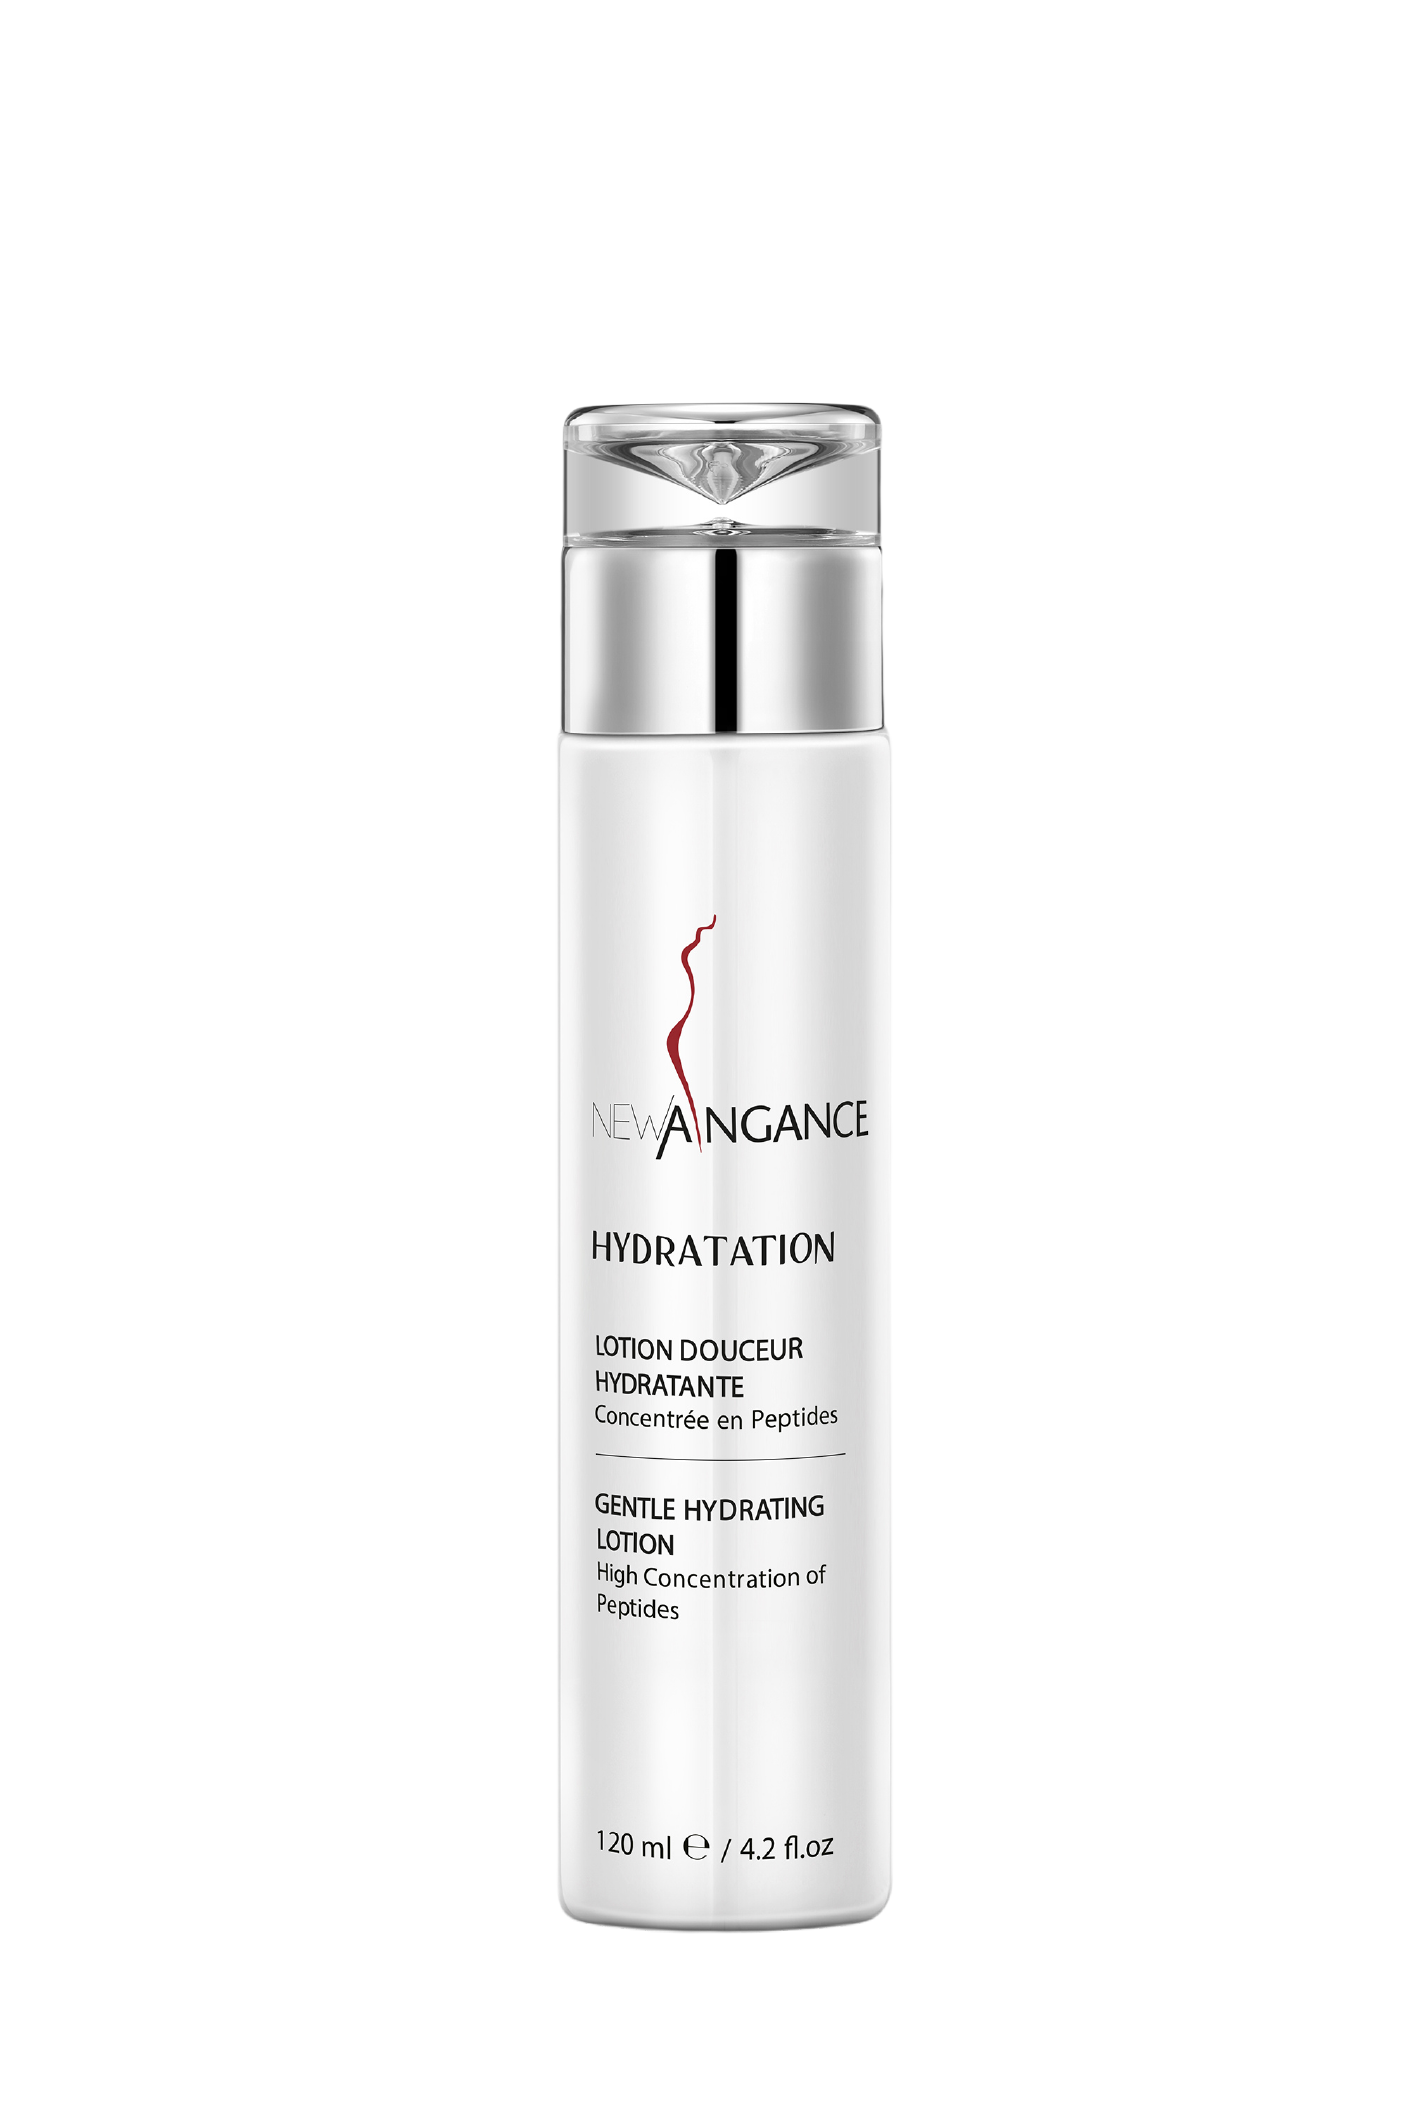 NEWANGANCE
HYDRATATION
LOTION DOUCEUR
HYDRATANTE
Concentrée en Peptides
GENTLE HYDRATING
LOTION
High Concentration of
Peptides
120 ml ℮ / 4.2 fl.oz